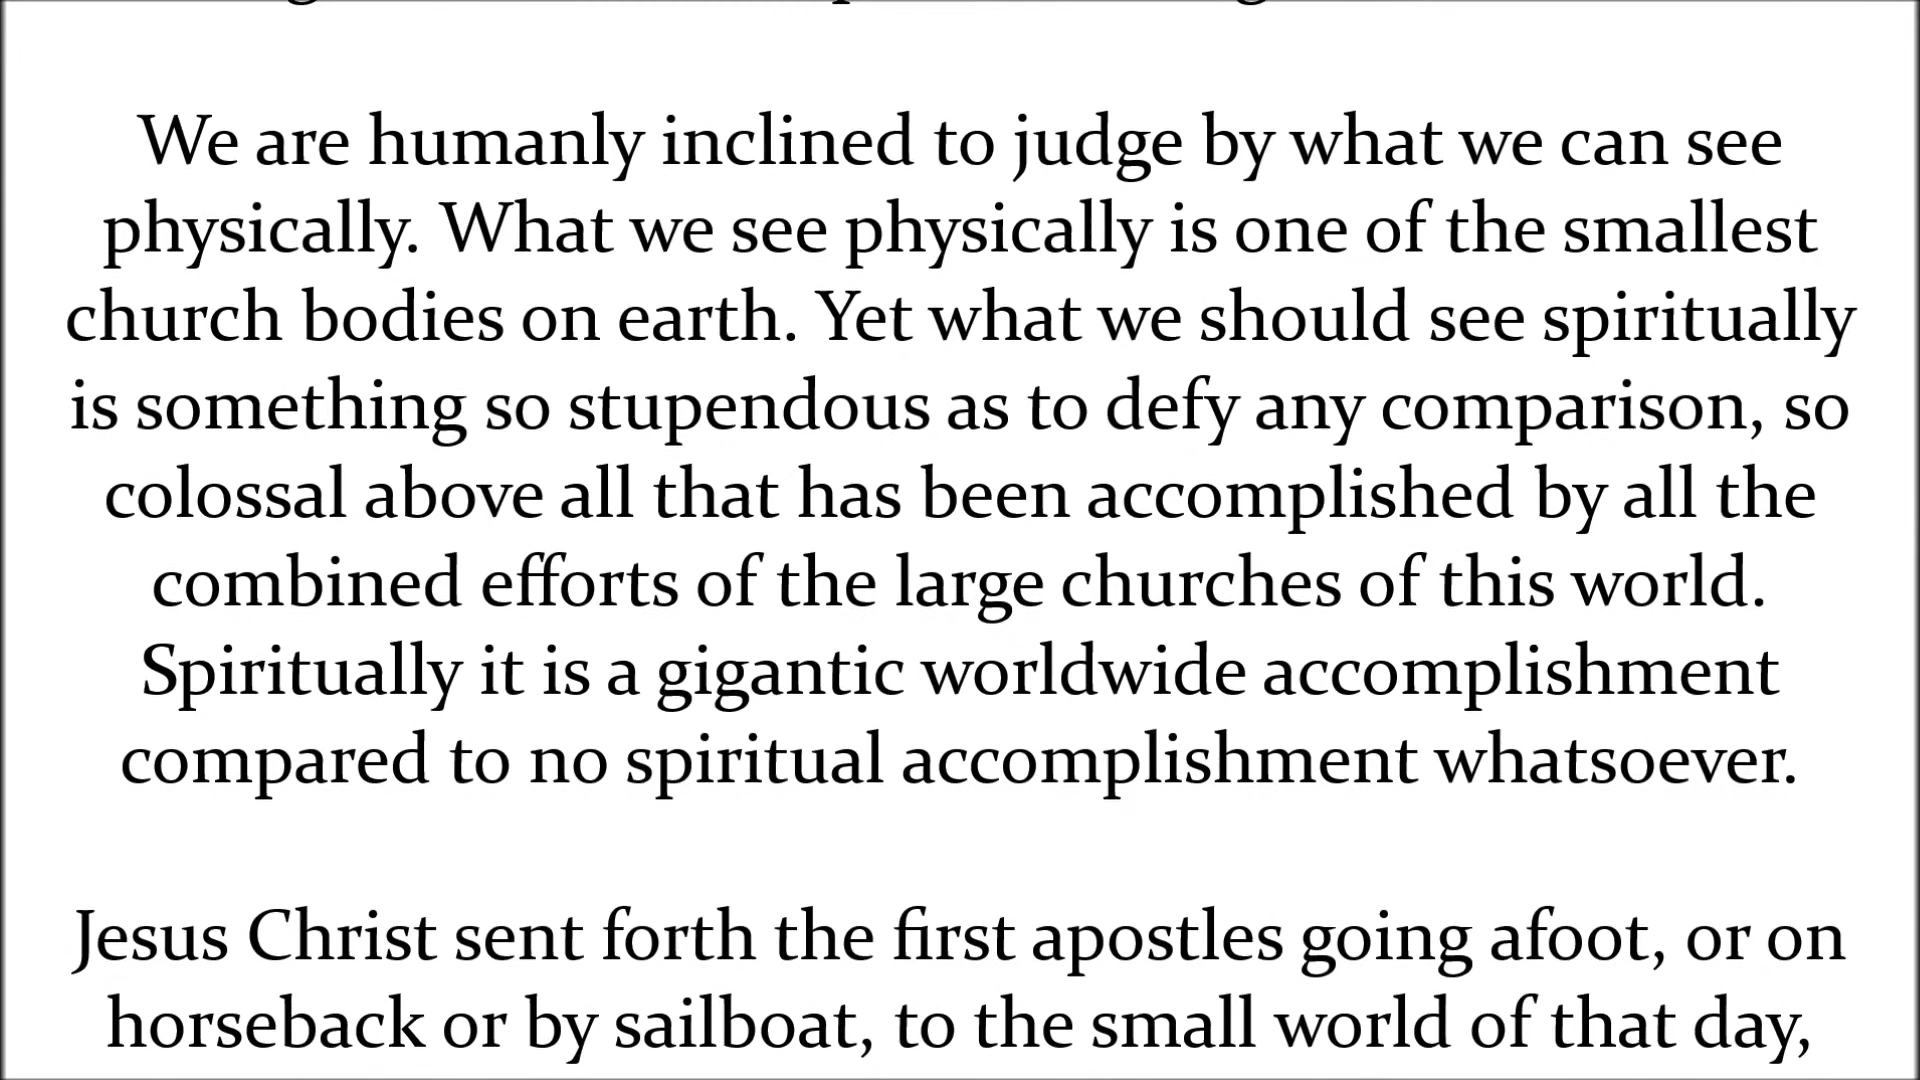 We are humanly inclined to judge by what we can see
physically. What we see physically is one of the smallest
church bodies on earth. Yet what we should see spiritually
is something so stupendous as to defy any comparison, so
colossal above all that has been accomplished by all the
combined efforts of the large churches of this world.
Spiritually it is a gigantic worldwide accomplishment
compared to no spiritual accomplishment whatsoever.
Jesus Christ sent forth the first apostles going afoot, or on
horseback or by sailboat, to the small world of that day,